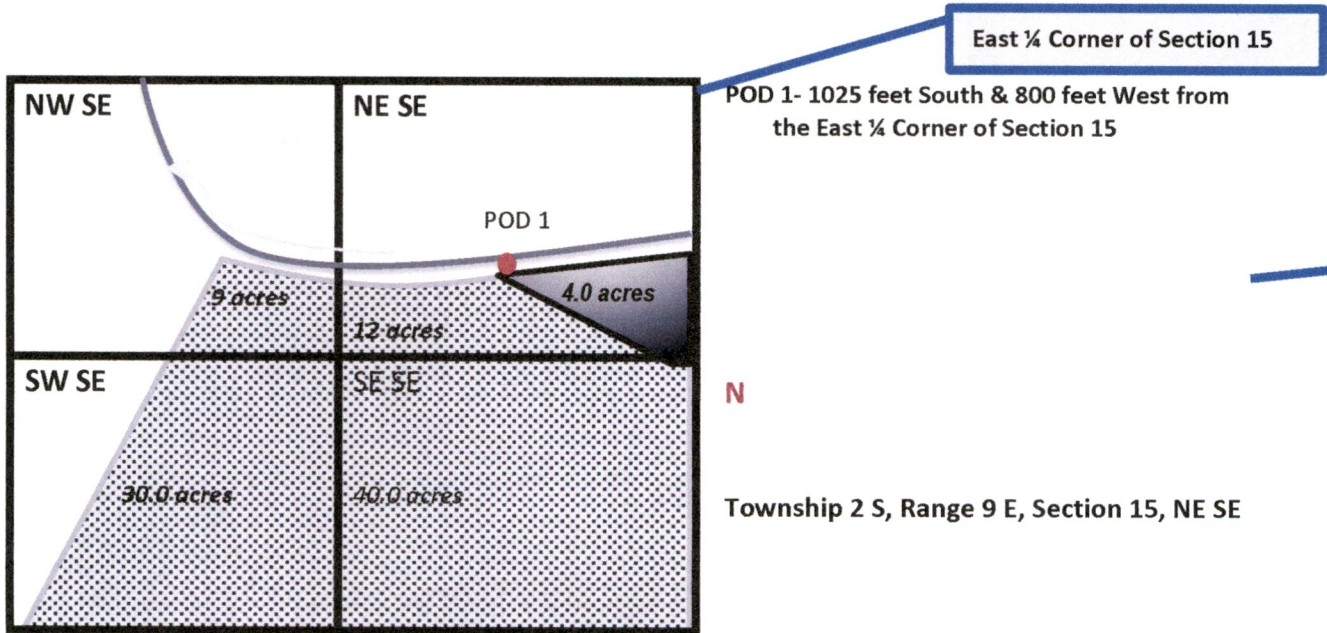 East ¼ Corner of Section 15
NW SE
NE SE
POD 1- 1025 feet South & 800 feet West from
the East ¼ Corner of Section 15
POD 1
9 acres
4.0 acres
12 acres
SW SE
SE SE
N
30.0 acres
40.0 acres
Township 2 S, Range 9 E, Section 15, NE SE